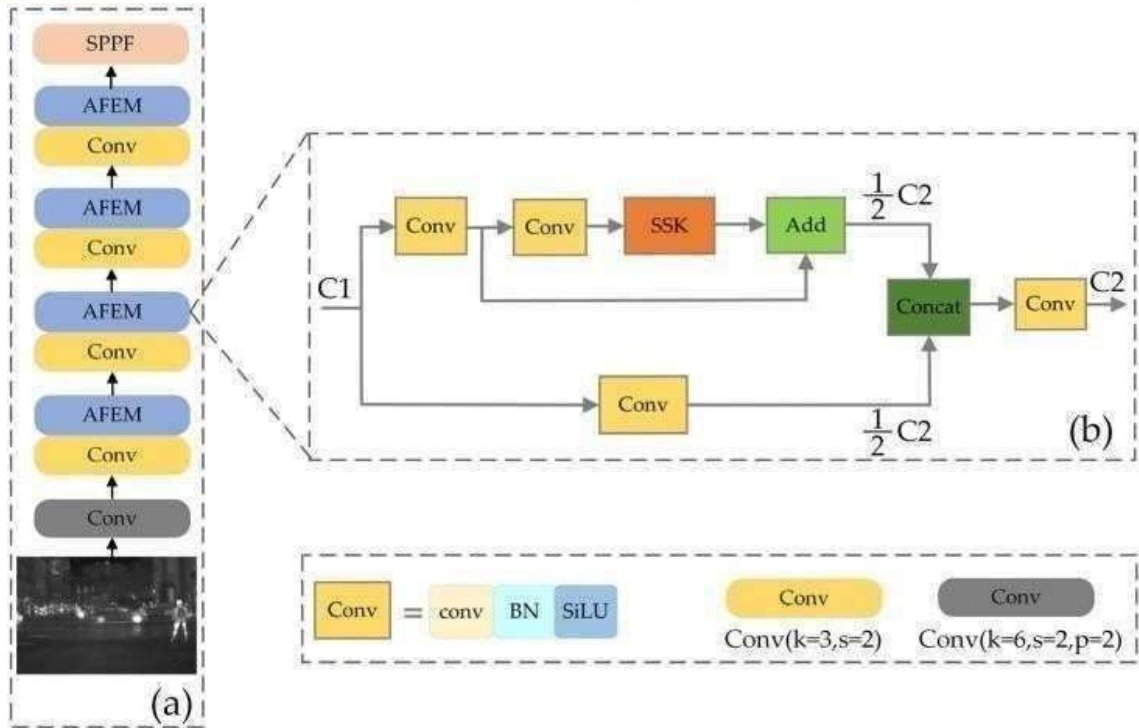 SPPF
AFEM
Conv
AFEM
Conv
AFEM
Conv
AFEM
Conv
Conv
(a)
Conv
Conv
SSK
Add
1/2 C2
C1
Concat
Conv
C2
Conv
1/2 C2
(b)
Conv = conv BN SiLU
Conv
Conv(k=3,s=2)
Conv
Conv(k=6,s=2,p=2)